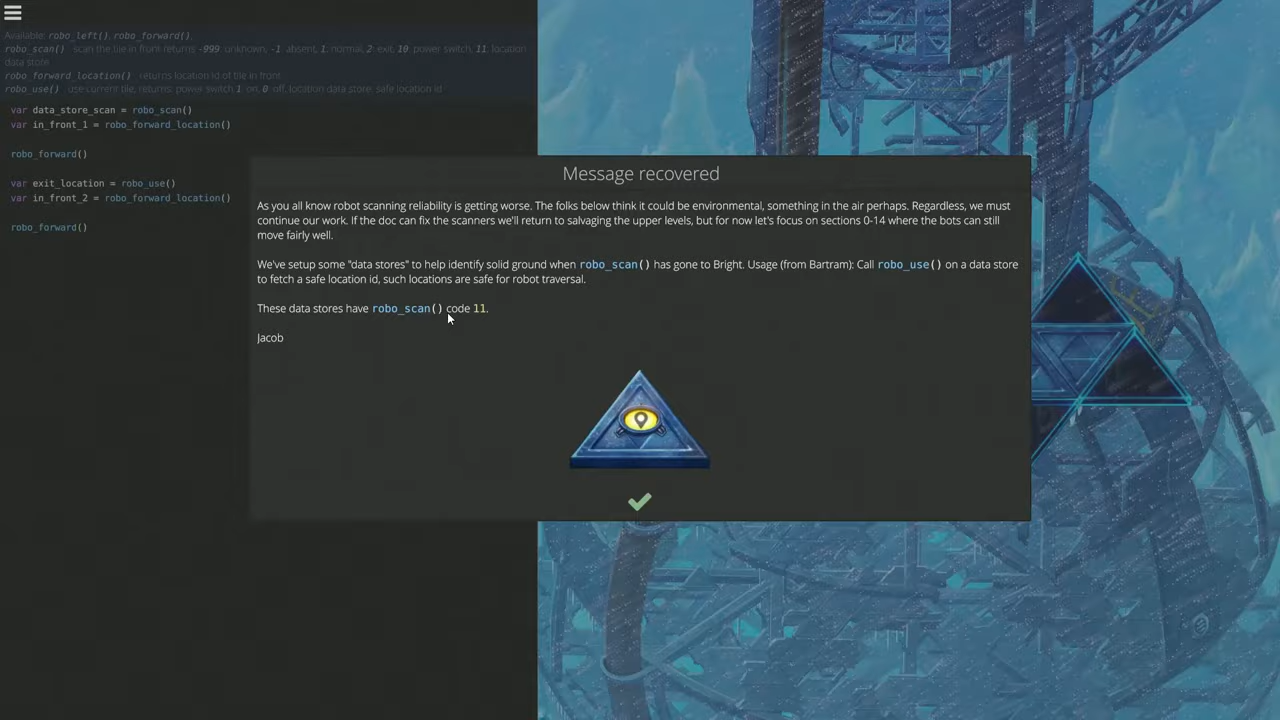 Available: robo_left(), robo_forward(),
robo_scan() : scan the tile in front returns -999: unknown, -1: absent, 1: normal, 2: exit, 10: power switch, 11: location
data store
robo_forward_location() : returns location id of tile in front
robo_use() : use current tile, returns: power switch 1 on, 0 off, location data store: safe location id
var data_store_scan = robo_scan()
var in_front_1 = robo_forward_location()
robo_forward()
var exit_location = robo_use()
var in_front_2 = robo_forward_location()
robo_forward()
Message recovered
As you all know robot scanning reliability is getting worse. The folks below think it could be environmental, something in the air perhaps. Regardless, we must
continue our work. If the doc can fix the scanners we'll return to salvaging the upper levels, but for now let's focus on sections 0-14 where the bots can still
move fairly well.
We've setup some "data stores" to help identify solid ground when robo_scan() has gone to Bright. Usage (from Bartram): Call robo_use() on a data store
to fetch a safe location id, such locations are safe for robot traversal.
These data stores have robo_scan() code 11.
Jacob